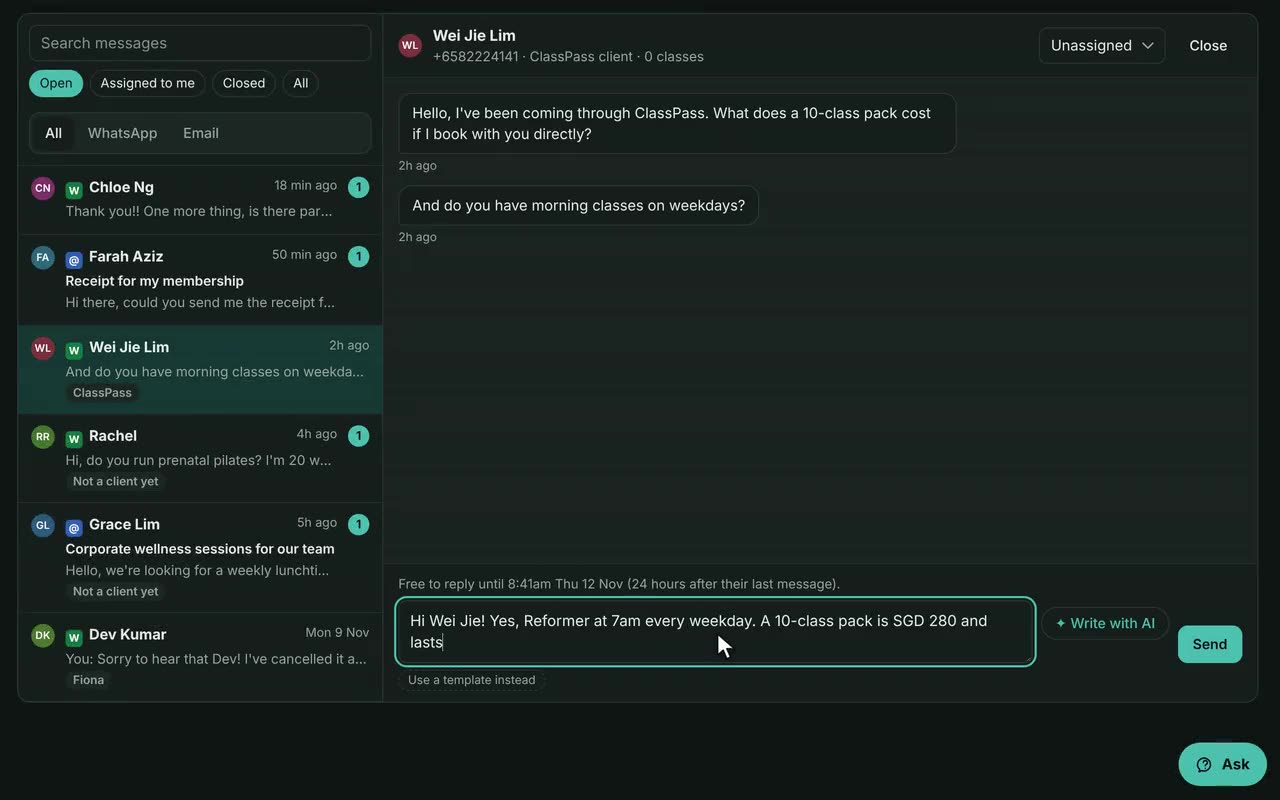 Search messages
Open
Assigned to me
Closed
All
All
WhatsApp
Email
CN
W
Chloe Ng
18 min ago
1
Thank you!! One more thing, is there par...
FA
@
Farah Aziz
50 min ago
1
Receipt for my membership
Hi there, could you send me the receipt f...
WL
W
Wei Jie Lim
2h ago
And do you have morning classes on weekda...
ClassPass
RR
W
Rachel
4h ago
1
Hi, do you run prenatal pilates? I'm 20 w...
Not a client yet
GL
@
Grace Lim
5h ago
1
Corporate wellness sessions for our team
Hello, we're looking for a weekly lunchti...
Not a client yet
DK
W
Dev Kumar
Mon 9 Nov
You: Sorry to hear that Dev! I've cancelled it a...
Fiona
WL
Wei Jie Lim
+6582224141 · ClassPass client · 0 classes
Unassigned
Close
Hello, I've been coming through ClassPass. What does a 10-class pack cost
if I book with you directly?
2h ago
And do you have morning classes on weekdays?
2h ago
Free to reply until 8:41am Thu 12 Nov (24 hours after their last message).
Hi Wei Jie! Yes, Reformer at 7am every weekday. A 10-class pack is SGD 280 and
lasts
Write with AI
Send
Use a template instead
Ask